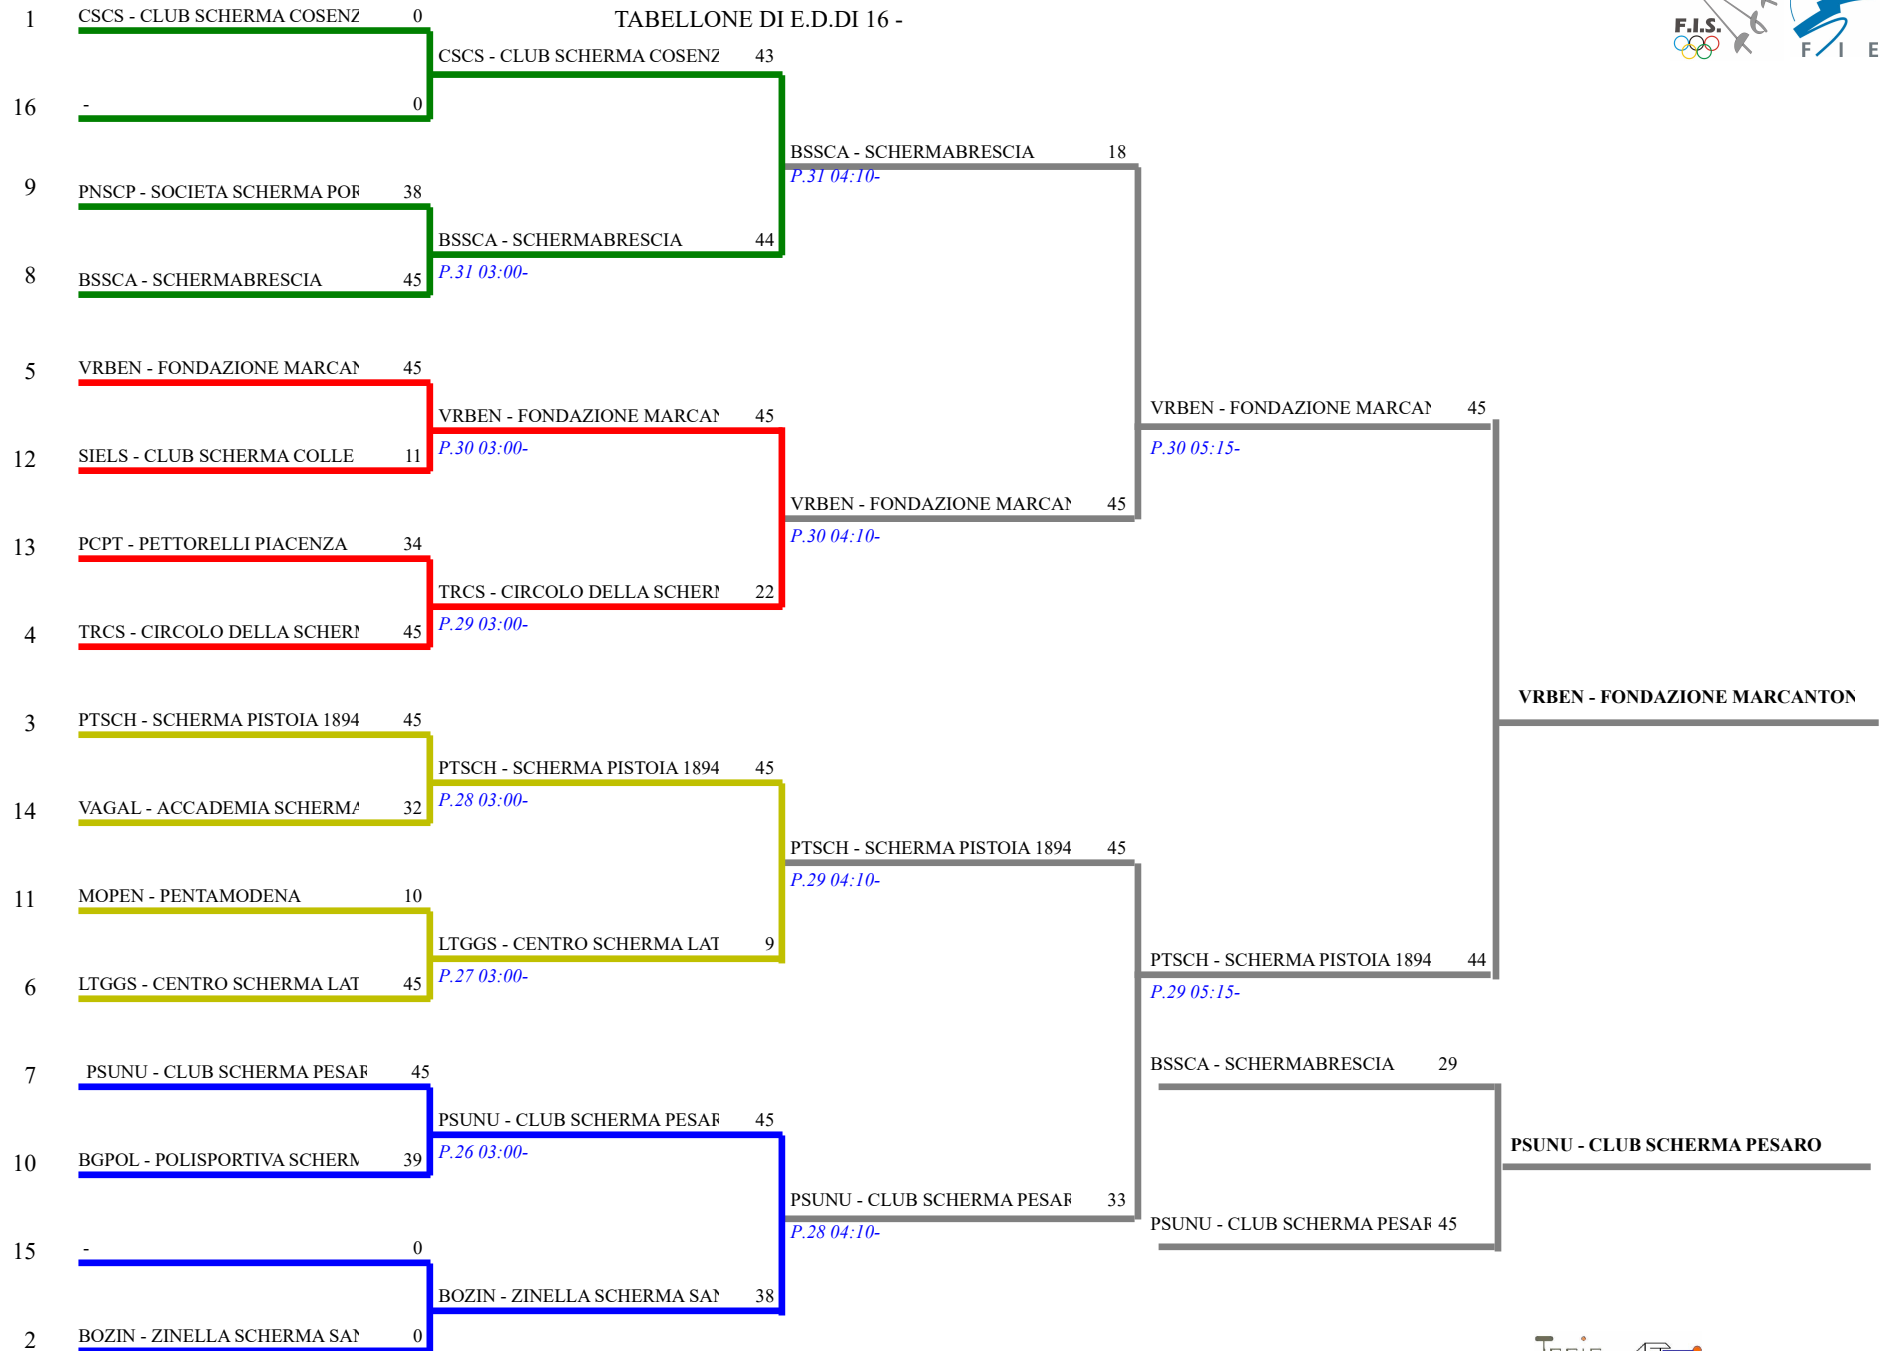 TABELLONE DI E.D.DI 16 -
F.I.S.
F I E
1 CSCS - CLUB SCHERMA COSENZ 0
CSCS - CLUB SCHERMA COSENZ 43
16 - 0
BSSCA - SCHERMABRESCIA 18
P.31 04:10-
9 PNSCP - SOCIETA SCHERMA POR 38
BSSCA - SCHERMABRESCIA 44
P.31 03:00-
8 BSSCA - SCHERMABRESCIA 45
5 VRBEN - FONDAZIONE MARCAN 45
VRBEN - FONDAZIONE MARCAN 45
P.30 05:15-
VRBEN - FONDAZIONE MARCAN 45
P.30 03:00-
12 SIELS - CLUB SCHERMA COLLE 11
VRBEN - FONDAZIONE MARCAN 45
P.30 04:10-
13 PCPT - PETTORELLI PIACENZA 34
TRCS - CIRCOLO DELLA SCHERM 22
P.29 03:00-
4 TRCS - CIRCOLO DELLA SCHERM 45
VRBEN - FONDAZIONE MARCANTON
3 PTSCH - SCHERMA PISTOIA 1894 45
PTSCH - SCHERMA PISTOIA 1894 45
P.28 03:00-
14 VAGAL - ACCADEMIA SCHERMA 32
PTSCH - SCHERMA PISTOIA 1894 45
P.29 04:10-
11 MOPEN - PENTAMODENA 10
LTGGS - CENTRO SCHERMA LAT 9
P.27 03:00-
PTSCH - SCHERMA PISTOIA 1894 44
P.29 05:15-
6 LTGGS - CENTRO SCHERMA LAT 45
7 PSUNU - CLUB SCHERMA PESAR 45
BSSCA - SCHERMABRESCIA 29
PSUNU - CLUB SCHERMA PESAR 45
P.26 03:00-
PSUNU - CLUB SCHERMA PESARO
10 BGPOL - POLISPORTIVA SCHERM 39
PSUNU - CLUB SCHERMA PESAR 33
P.28 04:10-
PSUNU - CLUB SCHERMA PESAR 45
15 - 0
BOZIN - ZINELLA SCHERMA SAN 38
2 BOZIN - ZINELLA SCHERMA SAN 0